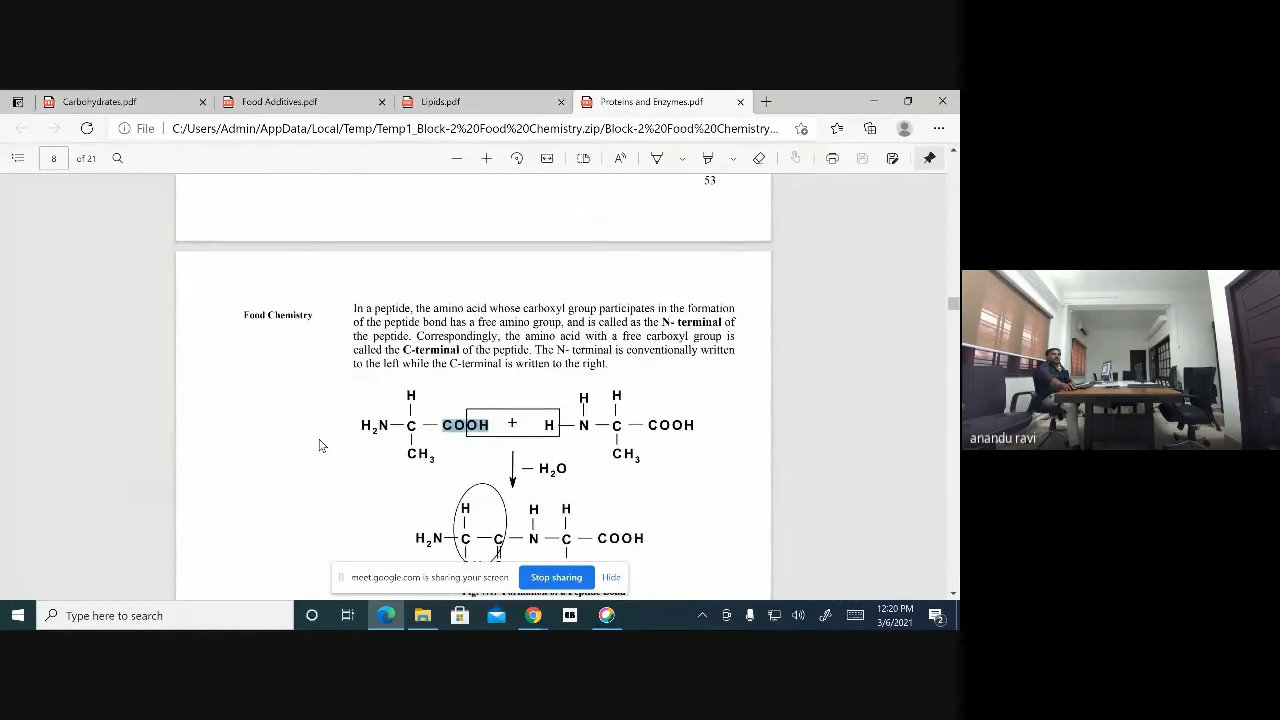 Carbohydrates.pdf
Food Additives.pdf
Lipids.pdf
Proteins and Enzymes.pdf
File
C:/Users/Admin/AppData/Local/Temp/Temp1_Block-2%20Food%20Chemistry.zip/Block-2%20Food%20Chemistry...
8 of 21
53
Food Chemistry
In a peptide, the amino acid whose carboxyl group participates in the formation
of the peptide bond has a free amino group, and is called as the N- terminal of
the peptide. Correspondingly, the amino acid with a free carboxyl group is
called the C-terminal of the peptide. The N- terminal is conventionally written
to the left while the C-terminal is written to the right.
H H H
H2N C COOH + H N C COOH
CH3 CH3
– H2O
H H H
H2N C C N C COOH
meet.google.com is sharing your screen Stop sharing Hide
Type here to search
12:20 PM
3/6/2021
2
anandu ravi